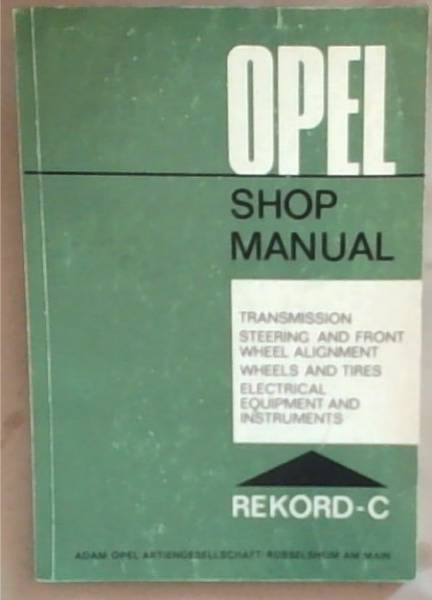 OPEL
SHOP
MANUAL
TRANSMISSION
STEERING AND FRONT
WHEEL ALIGNMENT
WHEELS AND TIRES
ELECTRICAL
EQUIPMENT AND
INSTRUMENTS
REKORD-C
ADAM OPEL AKTIENGESELLSCHAFT RÜSSELSHEIM AM MAIN